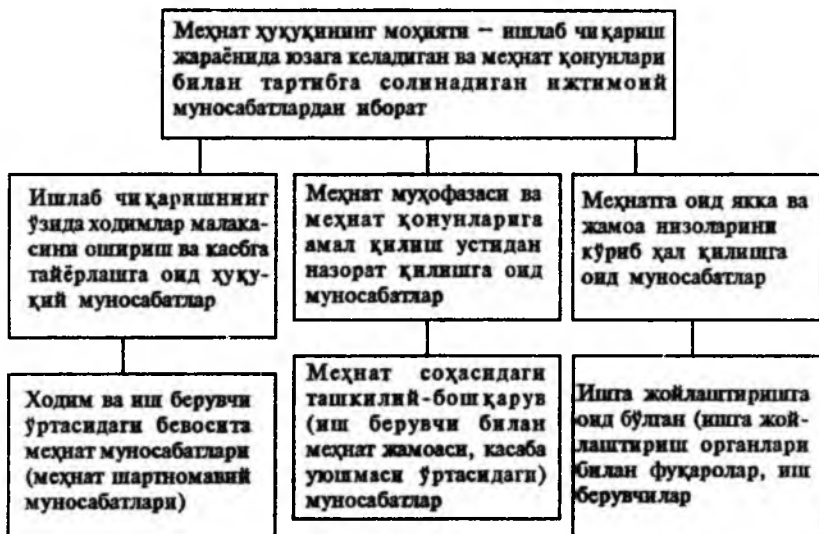 Меҳнат ҳуқуқининг моҳияти – ишлаб чиқариш
жараёнида юзага келадиган ва меҳнат қонунлари
билан тартибга солинадиган ижтимоий
муносабатлардан иборат
Ишлаб чиқаришнинг
ўзида ходимлар малака-
сини ошириш ва касбга
тайёрлашга оид ҳуқу-
қий муносабатлар
Меҳнат муҳофазаси ва
меҳнат қонунларига
амал қилиш устидан
назорат қилишга оид
муносабатлар
Меҳнатга оид якка ва
жамоа низоларини
кўриб ҳал қилишга
оид муносабатлар
Ходим ва иш берувчи
ўртасидаги бевосита
меҳнат муносабатлари
(меҳнат шартномавий
муносабатлари)
Меҳнат соҳасидаги
ташкилий-бошқарув
(иш берувчи билан
меҳнат жамоаси, касаба
уюшмаси ўртасидаги)
муносабатлар
Ишга жойлаштиришга
оид бўлган (ишга жой-
лаштириш органлари
билан фуқаролар, иш
берувчилар